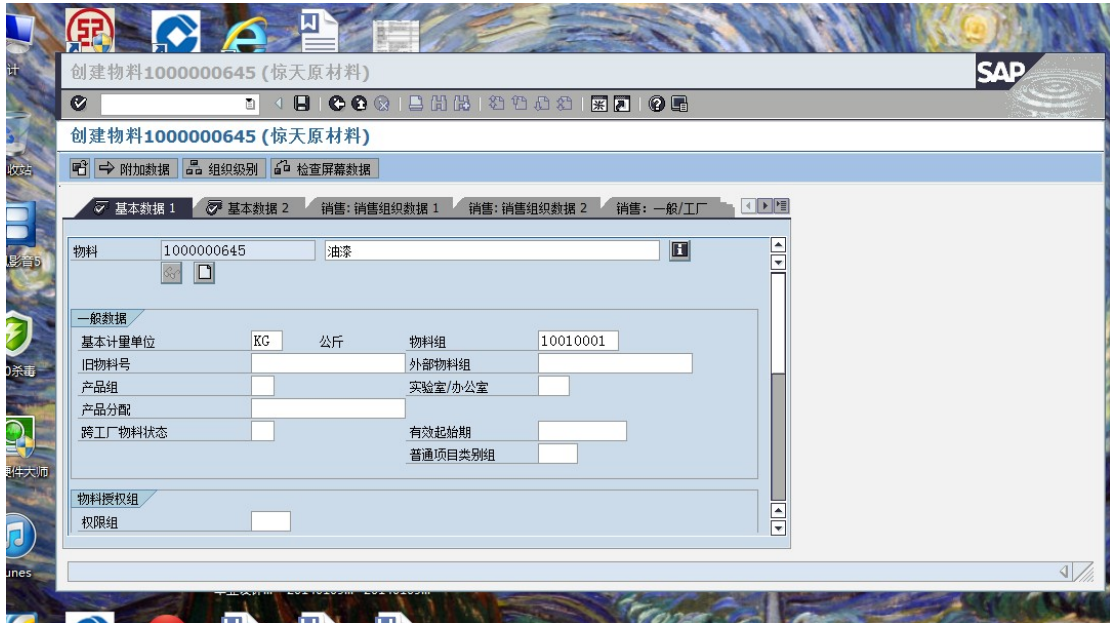 创建物料1000000645 (惊天原材料)
SAP
创建物料1000000645 (惊天原材料)
附加数据 组织级别 检查屏幕数据
基本数据 1 基本数据 2 销售: 销售组织数据 1 销售: 销售组织数据 2 销售: 一般/工厂
物料 1000000645 油漆
一般数据
基本计量单位 KG 公斤 物料组 10010001
旧物料号 外部物料组
产品组 实验室/办公室
产品分配
跨工厂物料状态 有效起始期
普通项目类别组
物料授权组
权限组